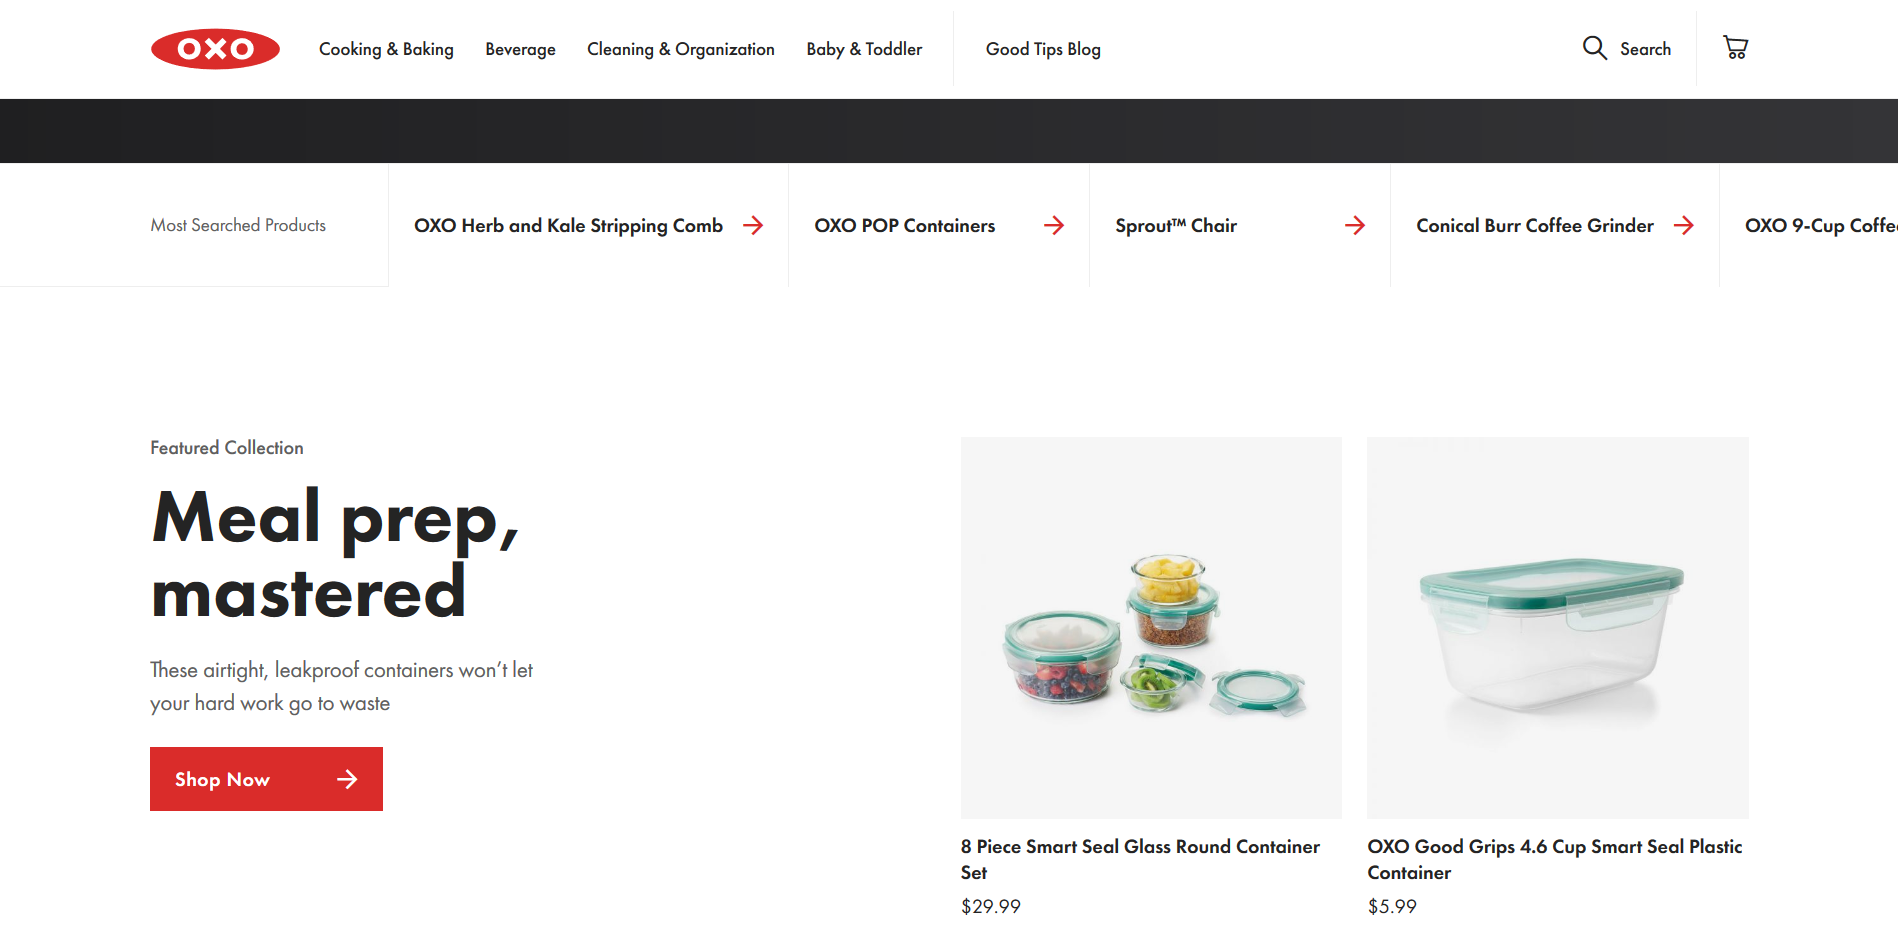 OXO
Cooking & Baking
Beverage
Cleaning & Organization
Baby & Toddler
Good Tips Blog
Search
Most Searched Products
OXO Herb and Kale Stripping Comb
OXO POP Containers
Sprout™ Chair
Conical Burr Coffee Grinder
OXO 9-Cup
Featured Collection
Meal prep,
mastered
These airtight, leakproof containers won't let
your hard work go to waste
Shop Now
8 Piece Smart Seal Glass Round Container
Set
$29.99
OXO Good Grips 4.6 Cup Smart Seal Plastic
Container
$5.99